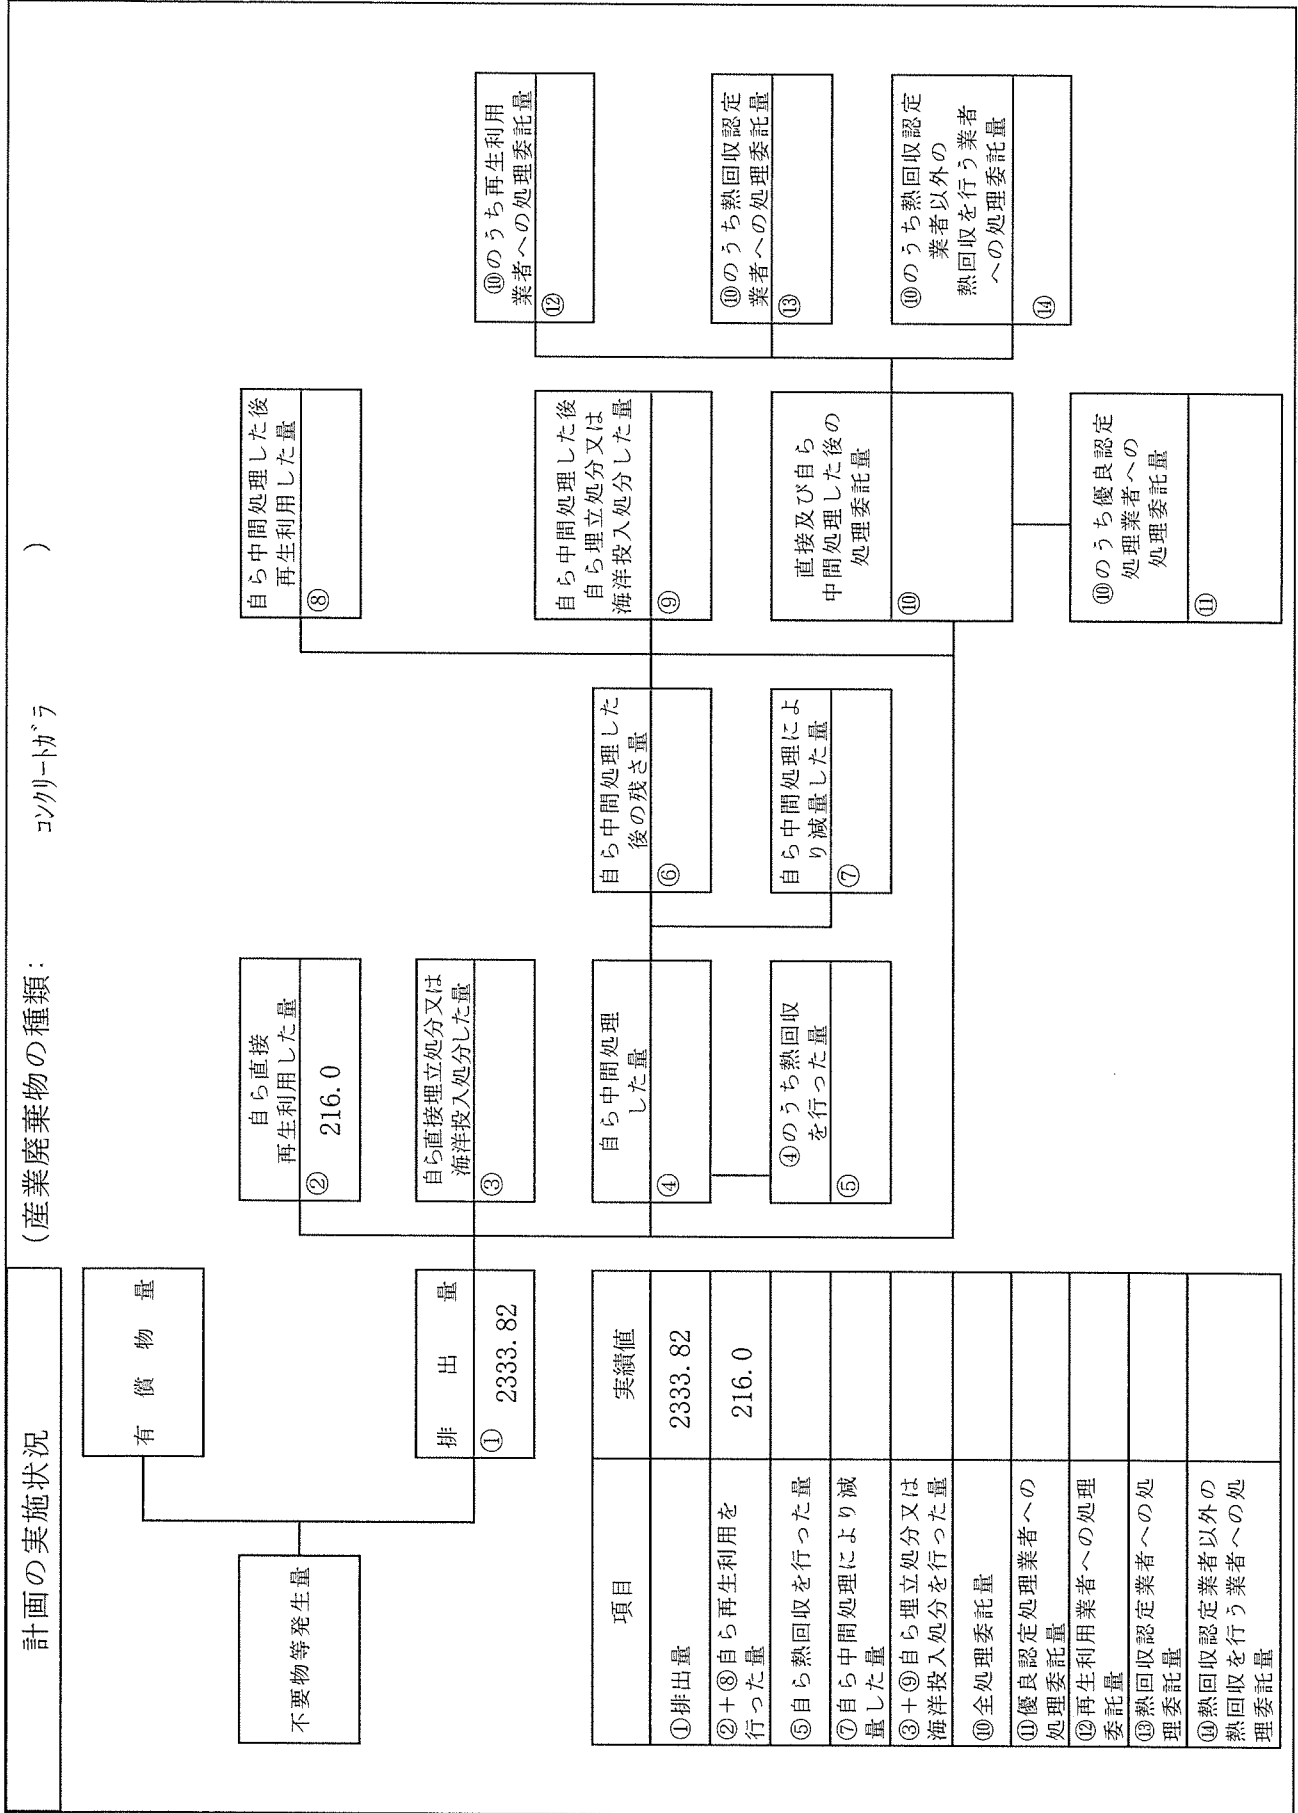 計画の実施状況
(産業廃棄物の種類: コンクリートガラ )
有償物量
不要物等発生量
排出量
①
2333.82
自ら直接
再生利用した量
②
216.0
自ら直接埋立処分又は
海洋投入処分した量
③
自ら中間処理
した量
④
④のうち熱回収
を行った量
⑤
自ら中間処理した
後の残さ量
⑥
自ら中間処理によ
り減量した量
⑦
自ら中間処理した後
再生利用した量
⑧
自ら中間処理した後
自ら埋立処分又は
海洋投入処分した量
⑨
直接及び自ら
中間処理した後の
処理委託量
⑩
⑩のうち優良認定
処理業者への
処理委託量
⑪
⑩のうち再生利用
業者への処理委託量
⑫
⑩のうち熱回収認定
業者への処理委託量
⑬
⑩のうち熱回収認定
業者以外の
熱回収を行う業者
への処理委託量
⑭
項目 実績値
①排出量 2333.82
②+⑧自ら再生利用を
行った量 216.0
⑤自ら熱回収を行った量
⑦自ら中間処理により減
量した量
③+⑨自ら埋立処分又は
海洋投入処分を行った量
⑩全処理委託量
⑪優良認定処理業者への
処理委託量
⑫再生利用業者への処理
委託量
⑬熱回収認定業者への処
理委託量
⑭熱回収認定業者以外の
熱回収を行う業者への処
理委託量